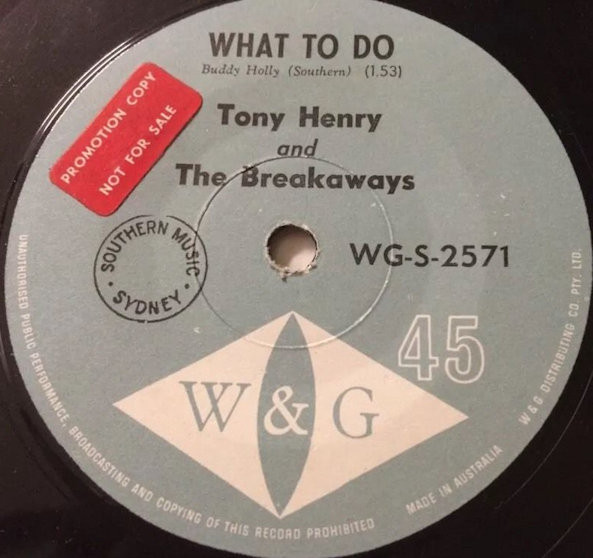 WHAT TO DO
Buddy Holly (Southern) (1.53)
PROMOTION COPY
NOT FOR SALE
Tony Henry
and
The Breakaways
SOUTHERN MUSIC
· SYDNEY ·
WG-S-2571
45
W & G
UNAUTHORISED PUBLIC PERFORMANCE, BROADCASTING AND COPYING OF THIS RECORD PROHIBITED
MADE IN AUSTRALIA
W & G DISTRIBUTING CO. PTY. LTD.